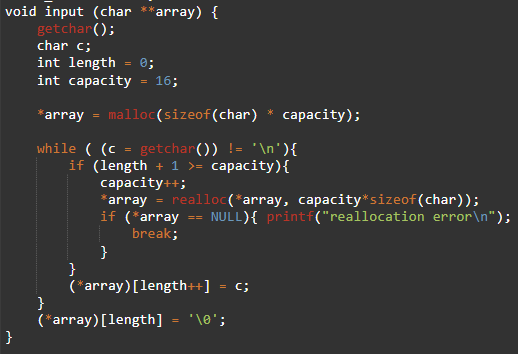 void input (char **array) {
    getchar();
    char c;
    int length = 0;
    int capacity = 16;

    *array = malloc(sizeof(char) * capacity);

    while ( (c = getchar()) != '\n'){
        if (length + 1 >= capacity){
            capacity++;
            *array = realloc(*array, capacity*sizeof(char));
            if (*array == NULL){ printf("reallocation error\n");
                break;
            }
        }
        (*array)[length++] = c;
    }
    (*array)[length] = '\0';
}